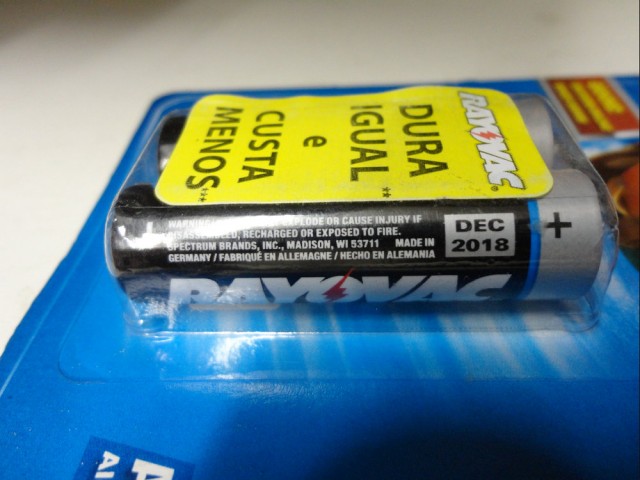 RAYOVAC®
DURA
IGUAL**
e
CUSTA
MENOS***
EXPLODE OR CAUSE INJURY IF
RECHARGED OR EXPOSED TO FIRE.
SPECTRUM BRANDS, INC., MADISON, WI 53711 MADE IN
GERMANY / FABRIQUÉ EN ALLEMAGNE / HECHO EN ALEMANIA
DEC
2018
+
RAYOVAC